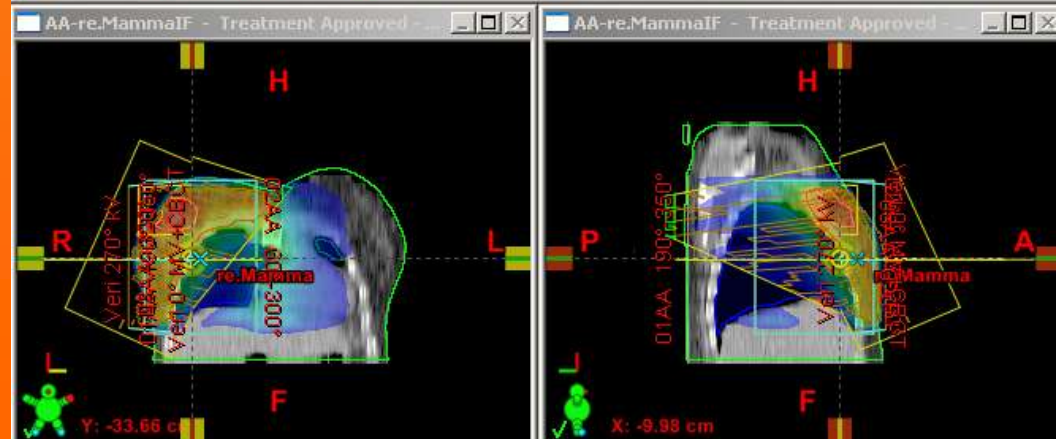 AA-re.MammaIF - Treatment Approved - ...
H
R
L
Veri 270° kV
Veri 0° MV+CBCT
02AA 60°-300°
re.Mamma
L
F
Y: -33.66 cm
AA-re.MammaIF - Treatment Approved - ...
H
P
A
01AA 190°-350°
Veri 270° kV
re.Mamma
F
X: -9.98 cm